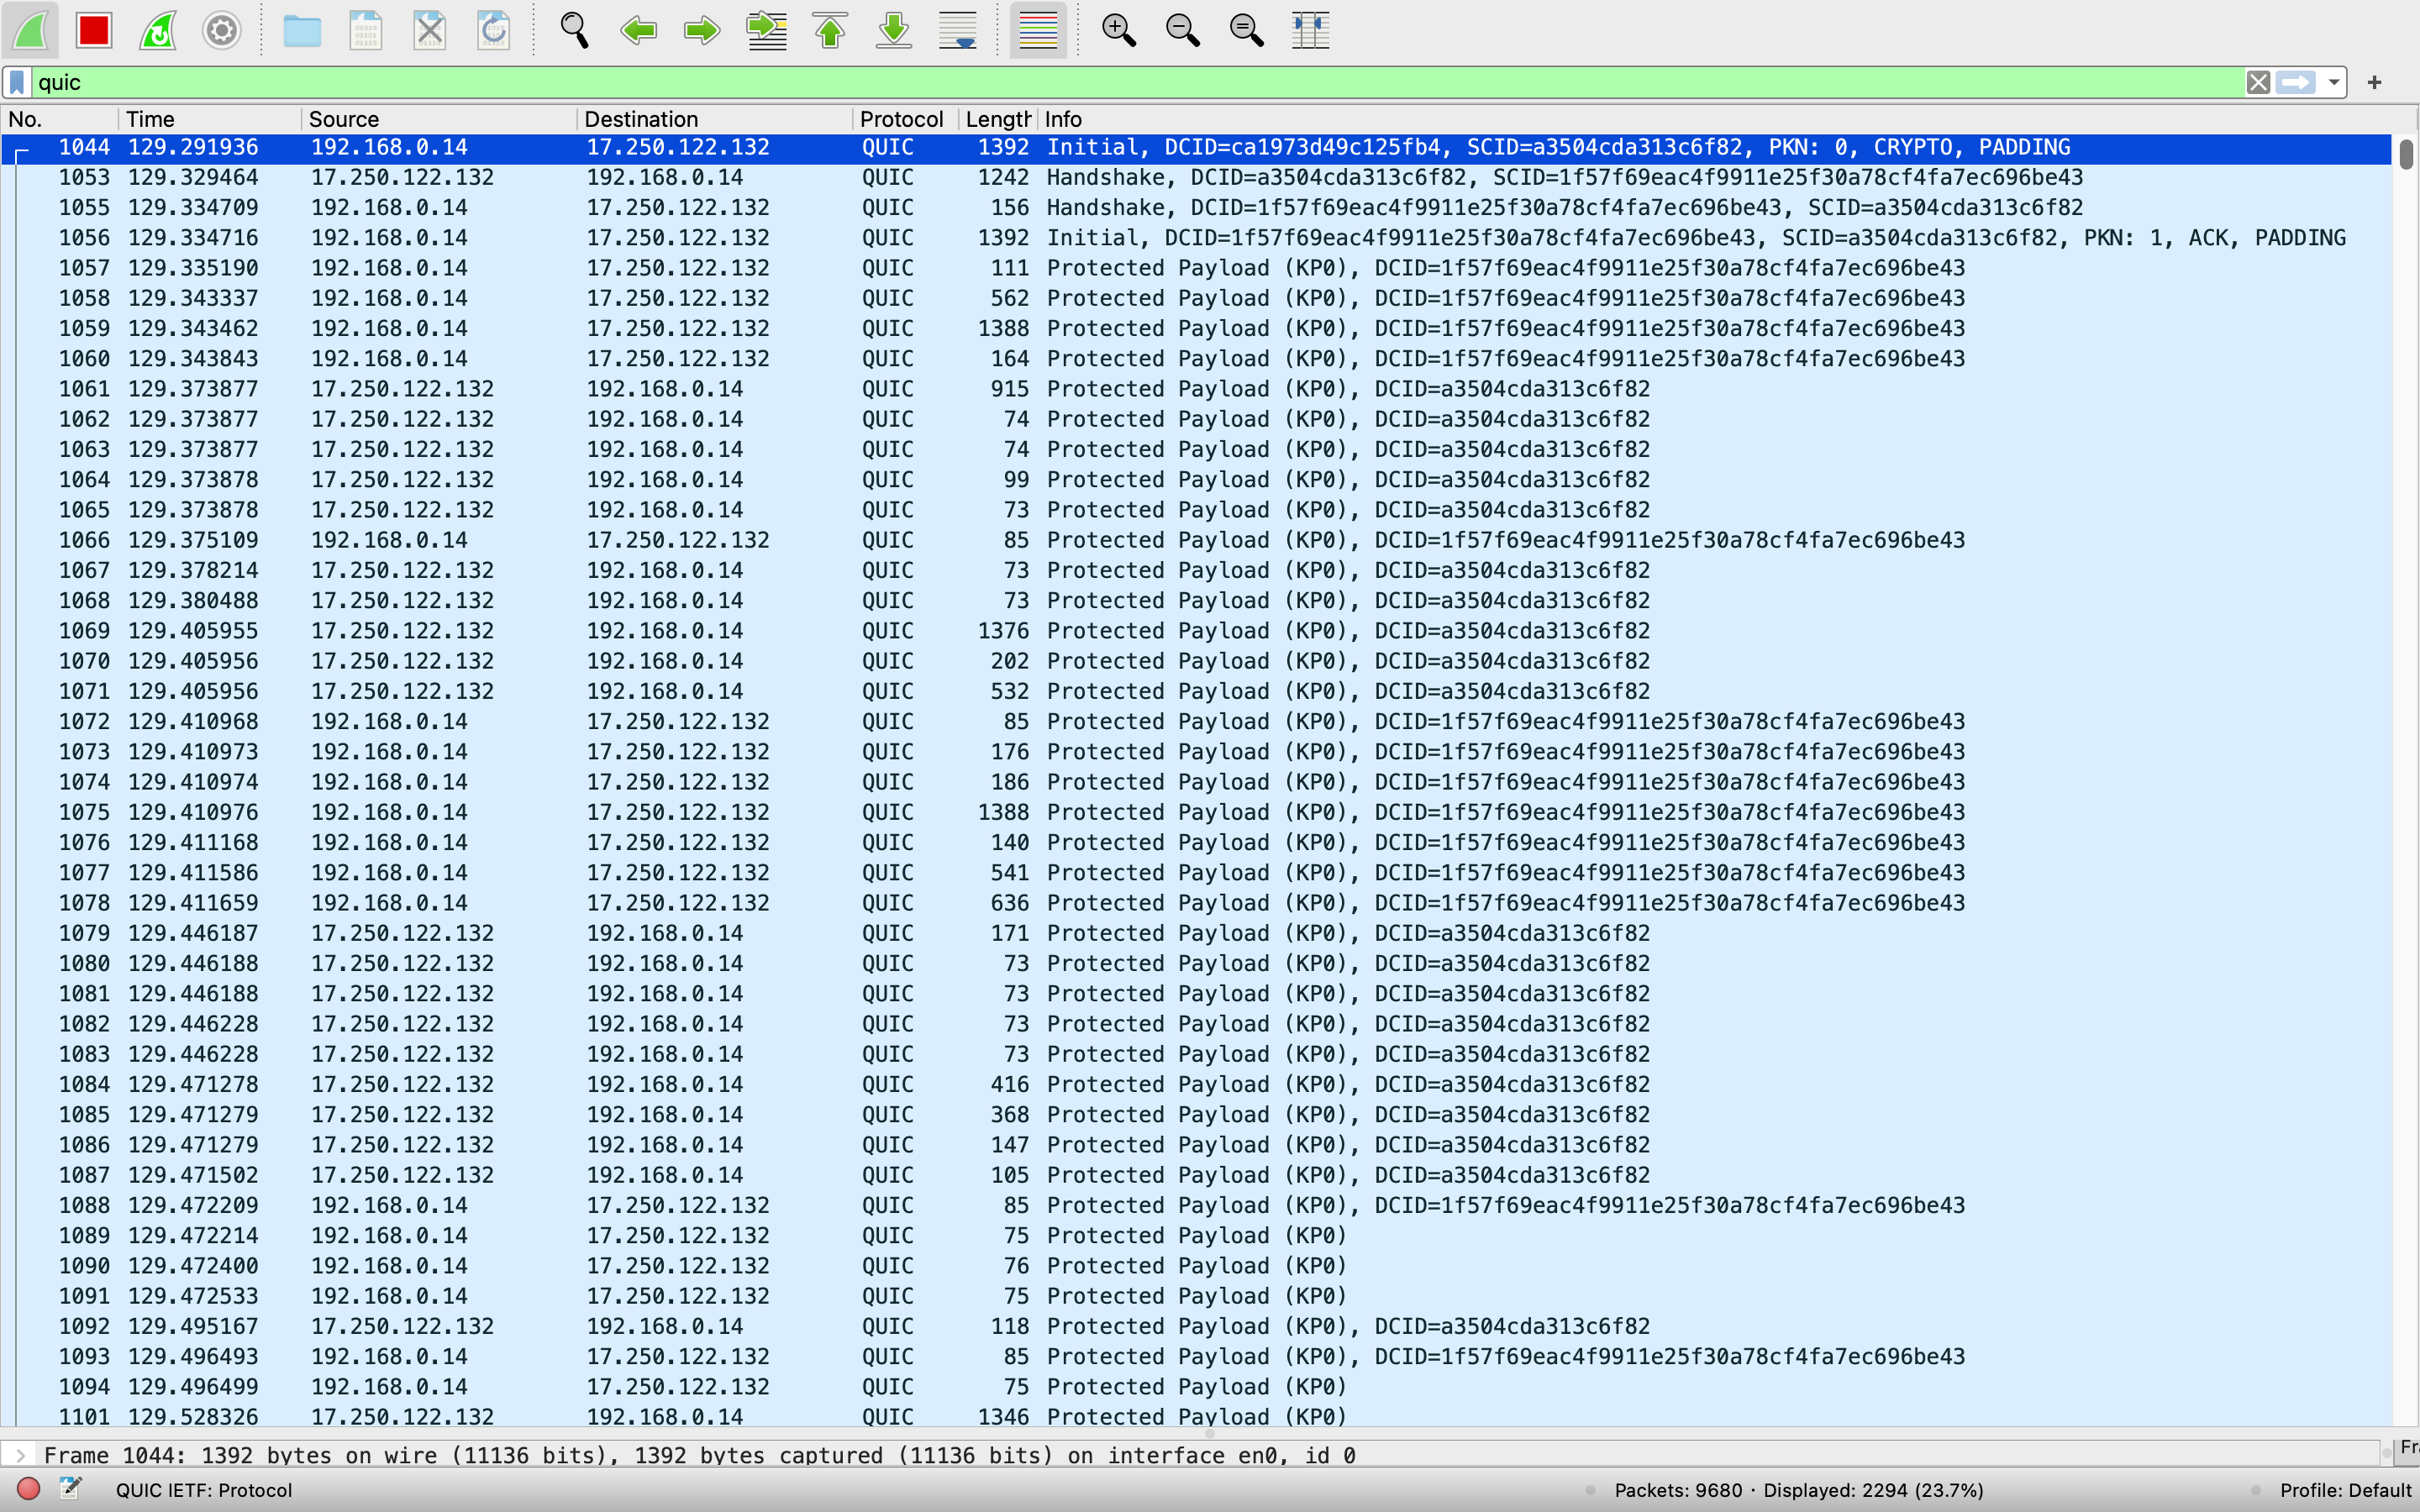 quic
No. Time Source Destination Protocol Length Info
1044 129.291936 192.168.0.14 17.250.122.132 QUIC 1392 Initial, DCID=ca1973d49c125fb4, SCID=a3504cda313c6f82, PKN: 0, CRYPTO, PADDING
1053 129.329464 17.250.122.132 192.168.0.14 QUIC 1242 Handshake, DCID=a3504cda313c6f82, SCID=1f57f69eac4f9911e25f30a78cf4fa7ec696be43
1055 129.334709 192.168.0.14 17.250.122.132 QUIC 156 Handshake, DCID=1f57f69eac4f9911e25f30a78cf4fa7ec696be43, SCID=a3504cda313c6f82
1056 129.334716 192.168.0.14 17.250.122.132 QUIC 1392 Initial, DCID=1f57f69eac4f9911e25f30a78cf4fa7ec696be43, SCID=a3504cda313c6f82, PKN: 1, ACK, PADDING
1057 129.335190 192.168.0.14 17.250.122.132 QUIC 111 Protected Payload (KP0), DCID=1f57f69eac4f9911e25f30a78cf4fa7ec696be43
1058 129.343337 192.168.0.14 17.250.122.132 QUIC 562 Protected Payload (KP0), DCID=1f57f69eac4f9911e25f30a78cf4fa7ec696be43
1059 129.343462 192.168.0.14 17.250.122.132 QUIC 1388 Protected Payload (KP0), DCID=1f57f69eac4f9911e25f30a78cf4fa7ec696be43
1060 129.343843 192.168.0.14 17.250.122.132 QUIC 164 Protected Payload (KP0), DCID=1f57f69eac4f9911e25f30a78cf4fa7ec696be43
1061 129.373877 17.250.122.132 192.168.0.14 QUIC 915 Protected Payload (KP0), DCID=a3504cda313c6f82
1062 129.373877 17.250.122.132 192.168.0.14 QUIC 74 Protected Payload (KP0), DCID=a3504cda313c6f82
1063 129.373877 17.250.122.132 192.168.0.14 QUIC 74 Protected Payload (KP0), DCID=a3504cda313c6f82
1064 129.373878 17.250.122.132 192.168.0.14 QUIC 99 Protected Payload (KP0), DCID=a3504cda313c6f82
1065 129.373878 17.250.122.132 192.168.0.14 QUIC 73 Protected Payload (KP0), DCID=a3504cda313c6f82
1066 129.375109 192.168.0.14 17.250.122.132 QUIC 85 Protected Payload (KP0), DCID=1f57f69eac4f9911e25f30a78cf4fa7ec696be43
1067 129.378214 17.250.122.132 192.168.0.14 QUIC 73 Protected Payload (KP0), DCID=a3504cda313c6f82
1068 129.380488 17.250.122.132 192.168.0.14 QUIC 73 Protected Payload (KP0), DCID=a3504cda313c6f82
1069 129.405955 17.250.122.132 192.168.0.14 QUIC 1376 Protected Payload (KP0), DCID=a3504cda313c6f82
1070 129.405956 17.250.122.132 192.168.0.14 QUIC 202 Protected Payload (KP0), DCID=a3504cda313c6f82
1071 129.405956 17.250.122.132 192.168.0.14 QUIC 532 Protected Payload (KP0), DCID=a3504cda313c6f82
1072 129.410968 192.168.0.14 17.250.122.132 QUIC 85 Protected Payload (KP0), DCID=1f57f69eac4f9911e25f30a78cf4fa7ec696be43
1073 129.410973 192.168.0.14 17.250.122.132 QUIC 176 Protected Payload (KP0), DCID=1f57f69eac4f9911e25f30a78cf4fa7ec696be43
1074 129.410974 192.168.0.14 17.250.122.132 QUIC 186 Protected Payload (KP0), DCID=1f57f69eac4f9911e25f30a78cf4fa7ec696be43
1075 129.410976 192.168.0.14 17.250.122.132 QUIC 1388 Protected Payload (KP0), DCID=1f57f69eac4f9911e25f30a78cf4fa7ec696be43
1076 129.411168 192.168.0.14 17.250.122.132 QUIC 140 Protected Payload (KP0), DCID=1f57f69eac4f9911e25f30a78cf4fa7ec696be43
1077 129.411586 192.168.0.14 17.250.122.132 QUIC 541 Protected Payload (KP0), DCID=1f57f69eac4f9911e25f30a78cf4fa7ec696be43
1078 129.411659 192.168.0.14 17.250.122.132 QUIC 636 Protected Payload (KP0), DCID=1f57f69eac4f9911e25f30a78cf4fa7ec696be43
1079 129.446187 17.250.122.132 192.168.0.14 QUIC 171 Protected Payload (KP0), DCID=a3504cda313c6f82
1080 129.446188 17.250.122.132 192.168.0.14 QUIC 73 Protected Payload (KP0), DCID=a3504cda313c6f82
1081 129.446188 17.250.122.132 192.168.0.14 QUIC 73 Protected Payload (KP0), DCID=a3504cda313c6f82
1082 129.446228 17.250.122.132 192.168.0.14 QUIC 73 Protected Payload (KP0), DCID=a3504cda313c6f82
1083 129.446228 17.250.122.132 192.168.0.14 QUIC 73 Protected Payload (KP0), DCID=a3504cda313c6f82
1084 129.471278 17.250.122.132 192.168.0.14 QUIC 416 Protected Payload (KP0), DCID=a3504cda313c6f82
1085 129.471279 17.250.122.132 192.168.0.14 QUIC 368 Protected Payload (KP0), DCID=a3504cda313c6f82
1086 129.471279 17.250.122.132 192.168.0.14 QUIC 147 Protected Payload (KP0), DCID=a3504cda313c6f82
1087 129.471502 17.250.122.132 192.168.0.14 QUIC 105 Protected Payload (KP0), DCID=a3504cda313c6f82
1088 129.472209 192.168.0.14 17.250.122.132 QUIC 85 Protected Payload (KP0), DCID=1f57f69eac4f9911e25f30a78cf4fa7ec696be43
1089 129.472214 192.168.0.14 17.250.122.132 QUIC 75 Protected Payload (KP0)
1090 129.472400 192.168.0.14 17.250.122.132 QUIC 76 Protected Payload (KP0)
1091 129.472533 192.168.0.14 17.250.122.132 QUIC 75 Protected Payload (KP0)
1092 129.495167 17.250.122.132 192.168.0.14 QUIC 118 Protected Payload (KP0), DCID=a3504cda313c6f82
1093 129.496493 192.168.0.14 17.250.122.132 QUIC 85 Protected Payload (KP0), DCID=1f57f69eac4f9911e25f30a78cf4fa7ec696be43
1094 129.496499 192.168.0.14 17.250.122.132 QUIC 75 Protected Payload (KP0)
1101 129.528326 17.250.122.132 192.168.0.14 QUIC 1346 Protected Payload (KP0)
Frame 1044: 1392 bytes on wire (11136 bits), 1392 bytes captured (11136 bits) on interface en0, id 0
QUIC IETF: Protocol Packets: 9680 · Displayed: 2294 (23.7%) Profile: Default